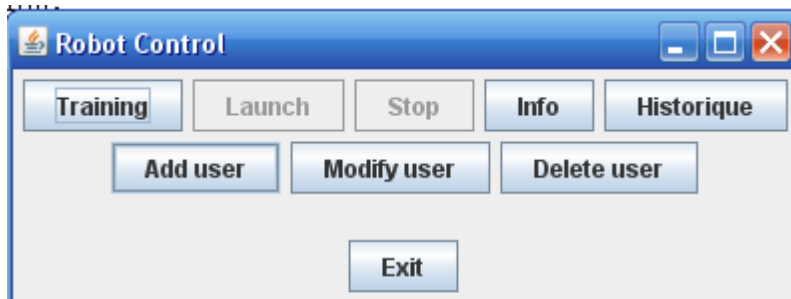 Robot Control
Training Launch Stop Info Historique
Add user Modify user Delete user
Exit